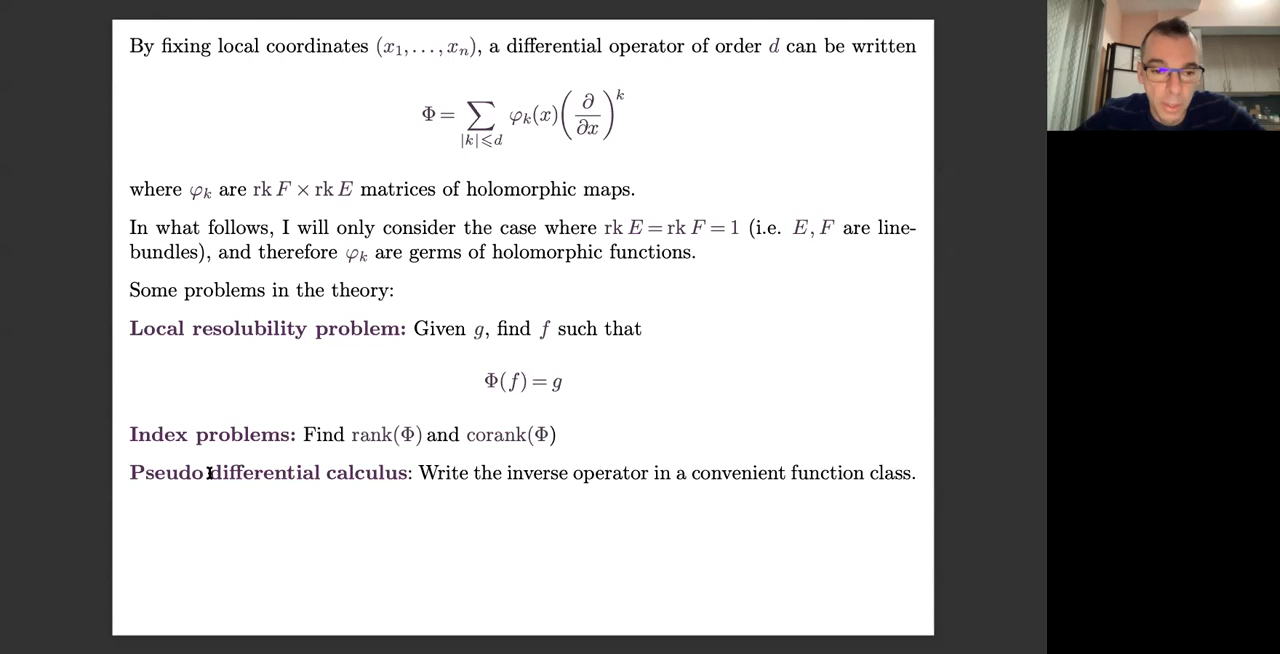 By fixing local coordinates (x₁, . . . , xₙ), a differential operator of order d can be written
Φ = ∑_{|k|⩽d} φₖ(x) (∂/∂x)^k
where φₖ are rk F × rk E matrices of holomorphic maps.
In what follows, I will only consider the case where rk E = rk F = 1 (i.e. E, F are line-
bundles), and therefore φₖ are germs of holomorphic functions.
Some problems in the theory:
Local resolubility problem: Given g, find f such that
Φ(f) = g
Index problems: Find rank(Φ) and corank(Φ)
Pseudo differential calculus: Write the inverse operator in a convenient function class.